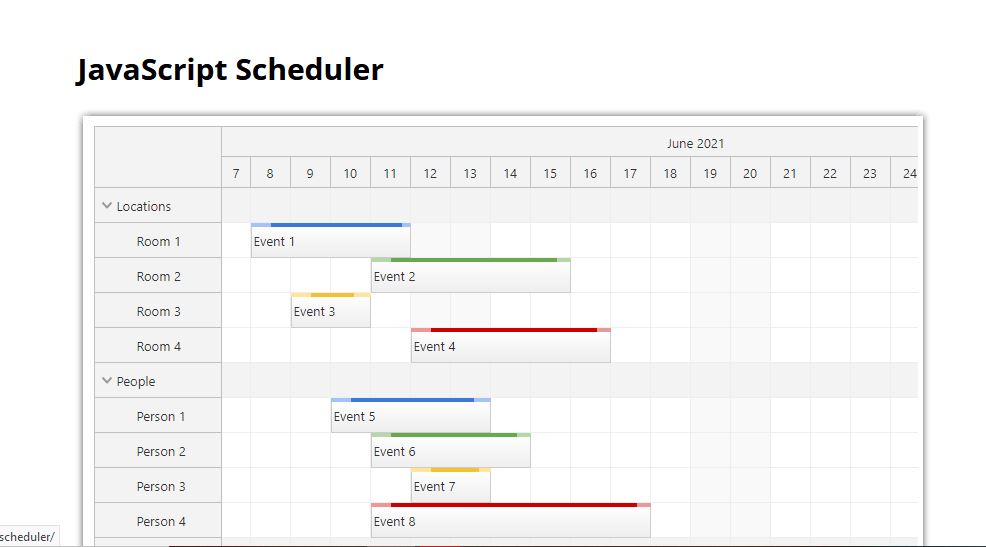 JavaScript Scheduler
June 2021
7 8 9 10 11 12 13 14 15 16 17 18 19 20 21 22 23 24
Locations
Room 1 Event 1
Room 2 Event 2
Room 3 Event 3
Room 4 Event 4
People
Person 1 Event 5
Person 2 Event 6
Person 3 Event 7
Person 4 Event 8
scheduler/